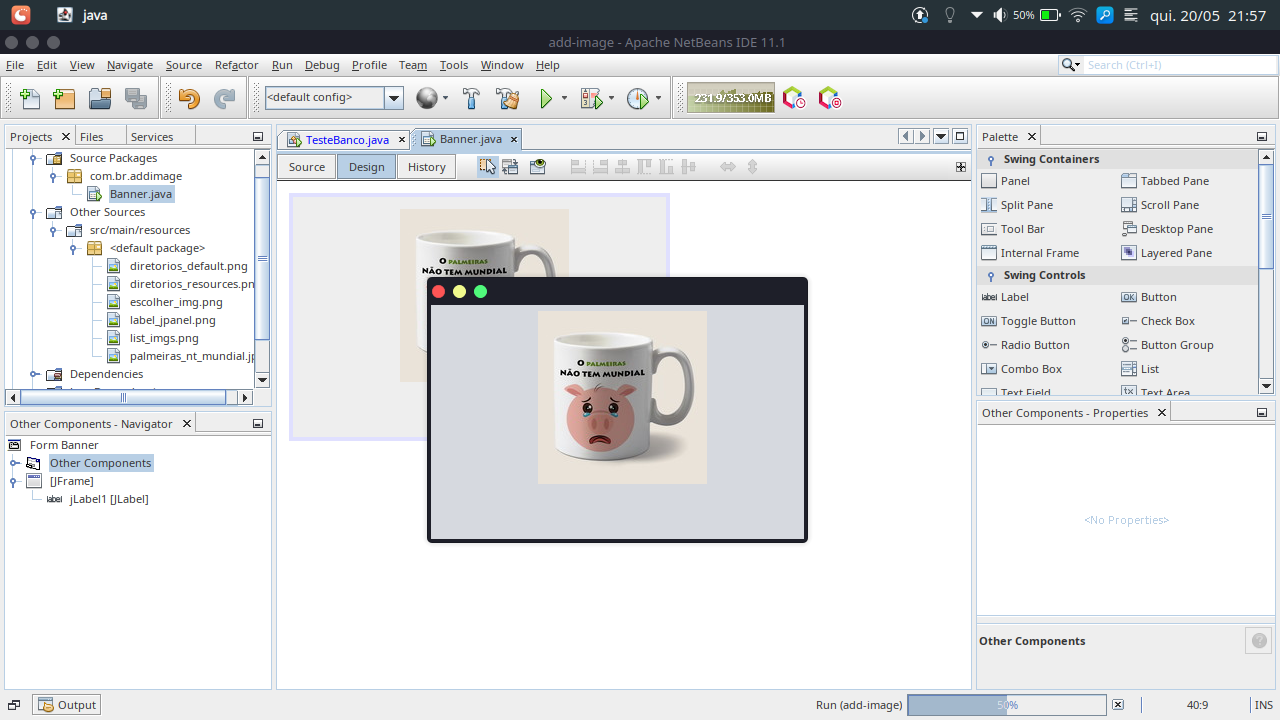 java
50%
qui. 20/05 21:57
add-image - Apache NetBeans IDE 11.1
File Edit View Navigate Source Refactor Run Debug Profile Team Tools Window Help
Search (Ctrl+I)
<default config>
231.9/353.0MB
Projects Files Services
Source Packages
com.br.addimage
Banner.java
Other Sources
src/main/resources
<default package>
diretorios_default.png
diretorios_resources.pn
escolher_img.png
label_jpanel.png
list_imgs.png
palmeiras_nt_mundial.jp
Dependencies
Other Components - Navigator
Form Banner
Other Components
[JFrame]
label jLabel1 [JLabel]
TesteBanco.java Banner.java
Source Design History
O PALMEIRAS
NÃO TEM MUNDIAL
O PALMEIRAS
NÃO TEM MUNDIAL
Palette
Swing Containers
Panel Tabbed Pane
Split Pane Scroll Pane
Tool Bar Desktop Pane
Internal Frame Layered Pane
Swing Controls
label Label OK Button
ON Toggle Button Check Box
Radio Button Button Group
Combo Box List
Text Field Text Area
Other Components - Properties
<No Properties>
Other Components
Output
Run (add-image) 50% 40:9 INS